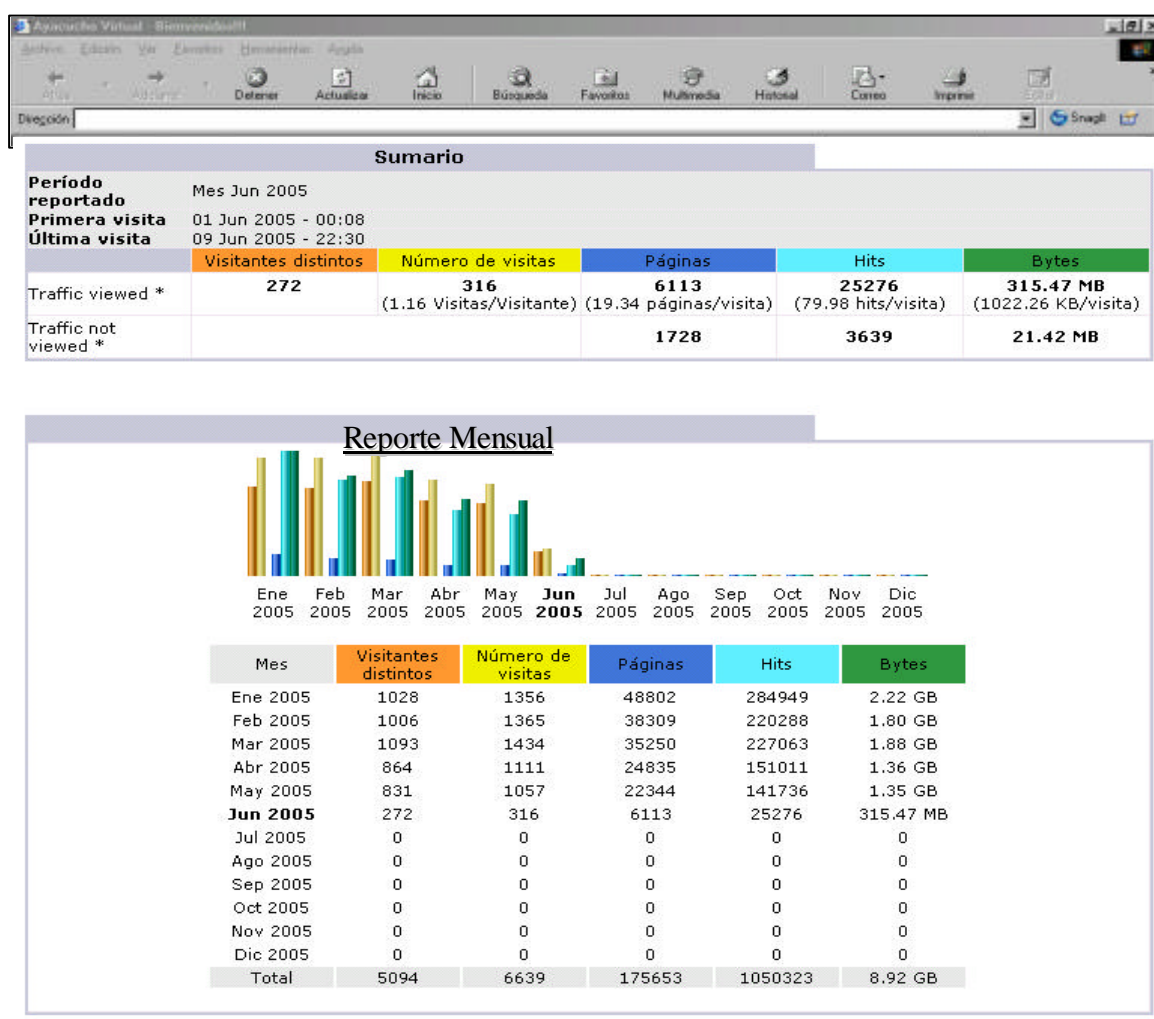 Ayacucho Virtual - Bienvenidos!!!
Archivo Edición Ver Favoritos Herramientas Ayuda
Atrás Adelante Detener Actualizar Inicio Búsqueda Favoritos Multimedia Historial Correo Imprimir
Dirección SnagIt
Sumario
Período reportado Mes Jun 2005
Primera visita 01 Jun 2005 - 00:08
Última visita 09 Jun 2005 - 22:30
Visitantes distintos Número de visitas Páginas Hits Bytes
Traffic viewed * 272 316 6113 25276 315.47 MB
(1.16 Visitas/Visitante) (19.34 páginas/visita) (79.98 hits/visita) (1022.26 KB/visita)
Traffic not viewed * 1728 3639 21.42 MB
Reporte Mensual
Ene Feb Mar Abr May Jun Jul Ago Sep Oct Nov Dic
2005 2005 2005 2005 2005 2005 2005 2005 2005 2005 2005 2005
Mes Visitantes distintos Número de visitas Páginas Hits Bytes
Ene 2005 1028 1356 48802 284949 2.22 GB
Feb 2005 1006 1365 38309 220288 1.80 GB
Mar 2005 1093 1434 35250 227063 1.88 GB
Abr 2005 864 1111 24835 151011 1.36 GB
May 2005 831 1057 22344 141736 1.35 GB
Jun 2005 272 316 6113 25276 315.47 MB
Jul 2005 0 0 0 0 0
Ago 2005 0 0 0 0 0
Sep 2005 0 0 0 0 0
Oct 2005 0 0 0 0 0
Nov 2005 0 0 0 0 0
Dic 2005 0 0 0 0 0
Total 5094 6639 175653 1050323 8.92 GB